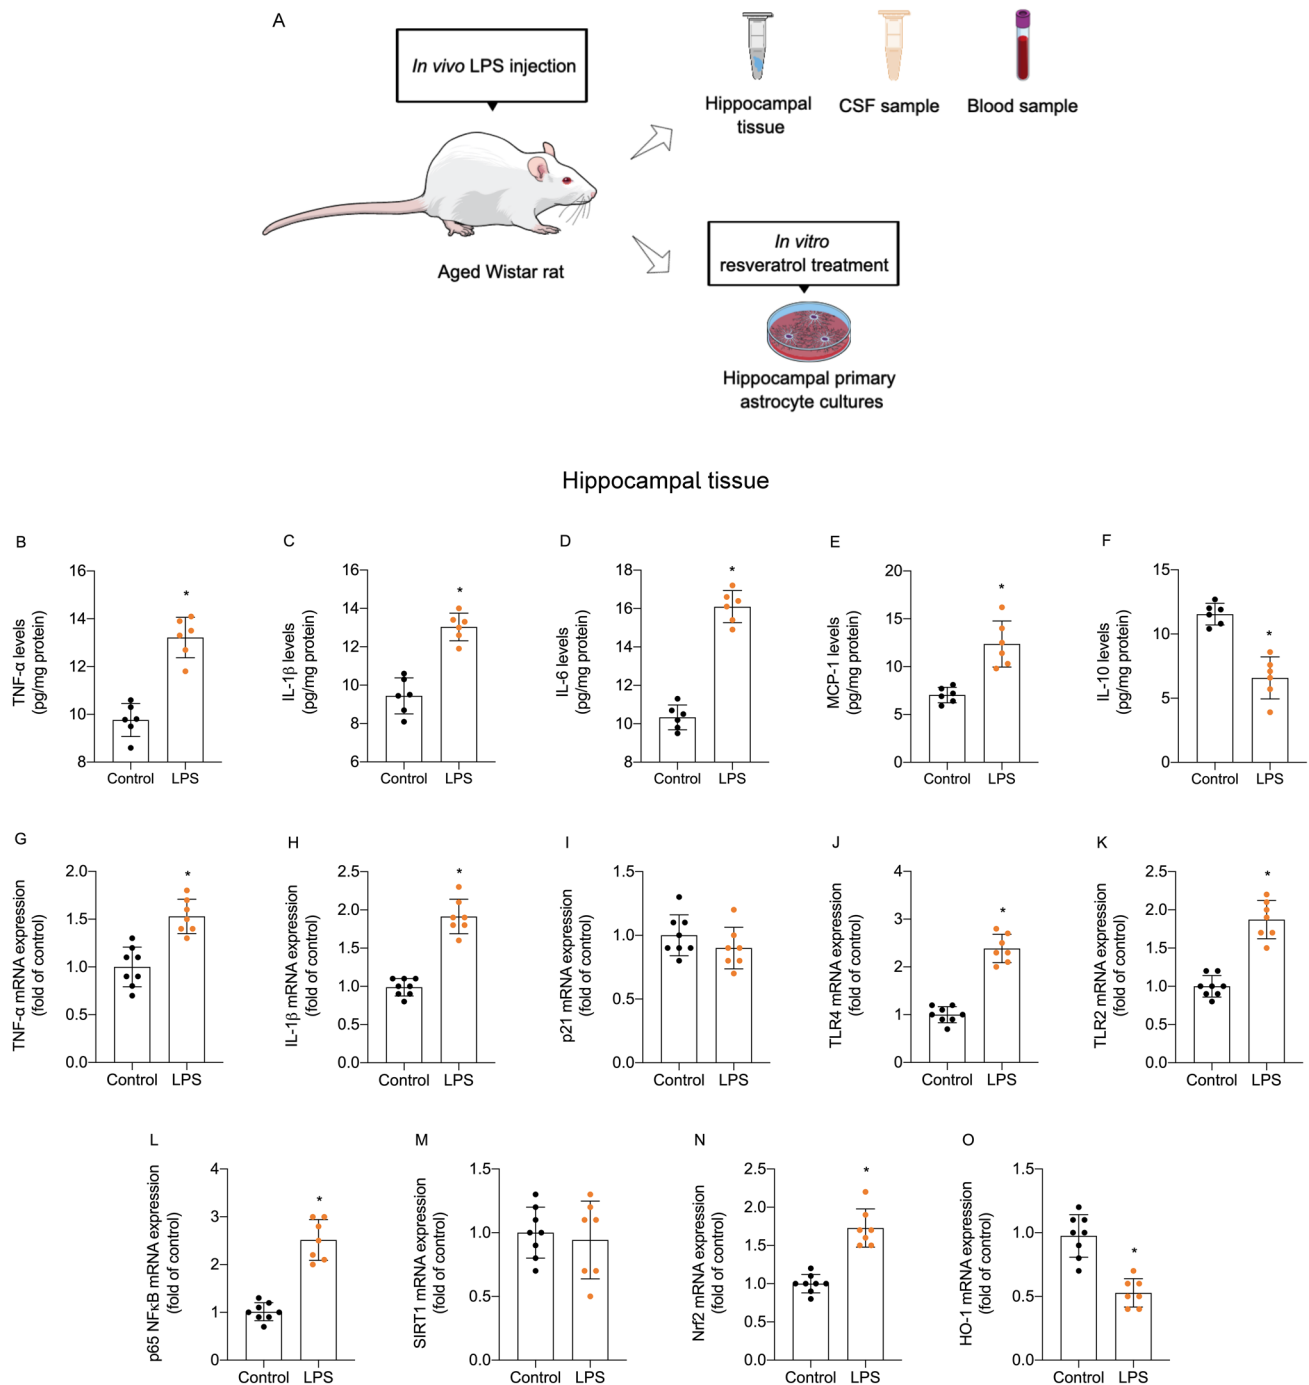 A
In vivo LPS injection
Hippocampal
tissue
CSF sample
Blood sample
Aged Wistar rat
In vitro
resveratrol treatment
Hippocampal primary
astrocyte cultures
Hippocampal tissue
B
TNF-α levels
(pg/mg protein)
16
14
12
10
8
*
Control
LPS
C
IL-1β levels
(pg/mg protein)
16
14
12
10
8
6
*
Control
LPS
D
IL-6 levels
(pg/mg protein)
18
16
14
12
10
8
*
Control
LPS
E
MCP-1 levels
(pg/mg protein)
20
15
10
5
0
*
Control
LPS
F
IL-10 levels
(pg/mg protein)
15
10
5
0
*
Control
LPS
G
TNF-α mRNA expression
(fold of control)
2.0
1.5
1.0
0.5
0.0
*
Control
LPS
H
IL-1β mRNA expression
(fold of control)
2.5
2.0
1.5
1.0
0.5
0.0
*
Control
LPS
I
p21 mRNA expression
(fold of control)
1.5
1.0
0.5
0.0
Control
LPS
J
TLR4 mRNA expression
(fold of control)
4
3
2
1
0
*
Control
LPS
K
TLR2 mRNA expression
(fold of control)
2.5
2.0
1.5
1.0
0.5
0.0
*
Control
LPS
L
p65 NFκB mRNA expression
(fold of control)
4
3
2
1
0
*
Control
LPS
M
SIRT1 mRNA expression
(fold of control)
1.5
1.0
0.5
0.0
Control
LPS
N
Nrf2 mRNA expression
(fold of control)
2.5
2.0
1.5
1.0
0.5
0.0
*
Control
LPS
O
HO-1 mRNA expression
(fold of control)
1.5
1.0
0.5
0.0
*
Control
LPS